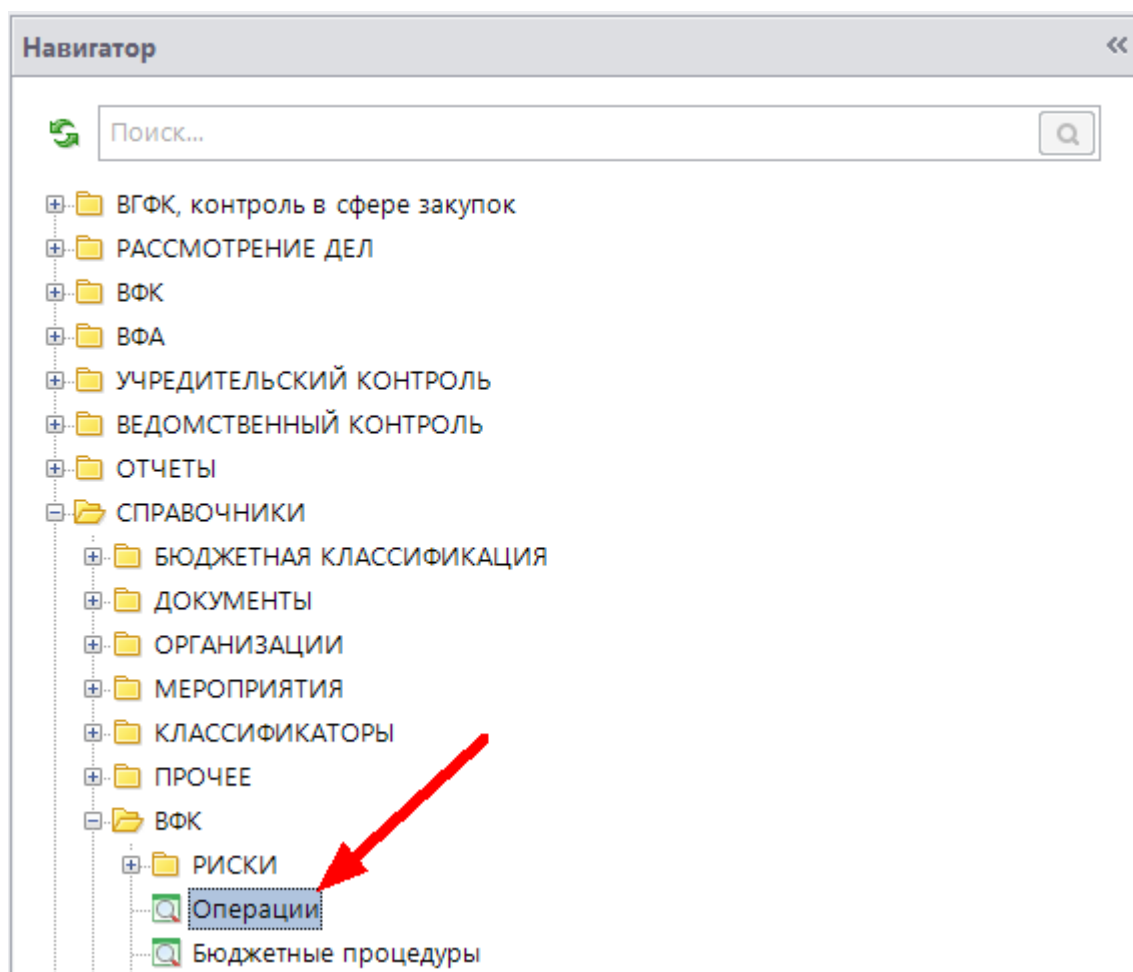 Навигатор
Поиск...
ВГФК, контроль в сфере закупок
РАССМОТРЕНИЕ ДЕЛ
ВФК
ВФА
УЧРЕДИТЕЛЬСКИЙ КОНТРОЛЬ
ВЕДОМСТВЕННЫЙ КОНТРОЛЬ
ОТЧЕТЫ
СПРАВОЧНИКИ
БЮДЖЕТНАЯ КЛАССИФИКАЦИЯ
ДОКУМЕНТЫ
ОРГАНИЗАЦИИ
МЕРОПРИЯТИЯ
КЛАССИФИКАТОРЫ
ПРОЧЕЕ
ВФК
РИСКИ
Операции
Бюджетные процедуры